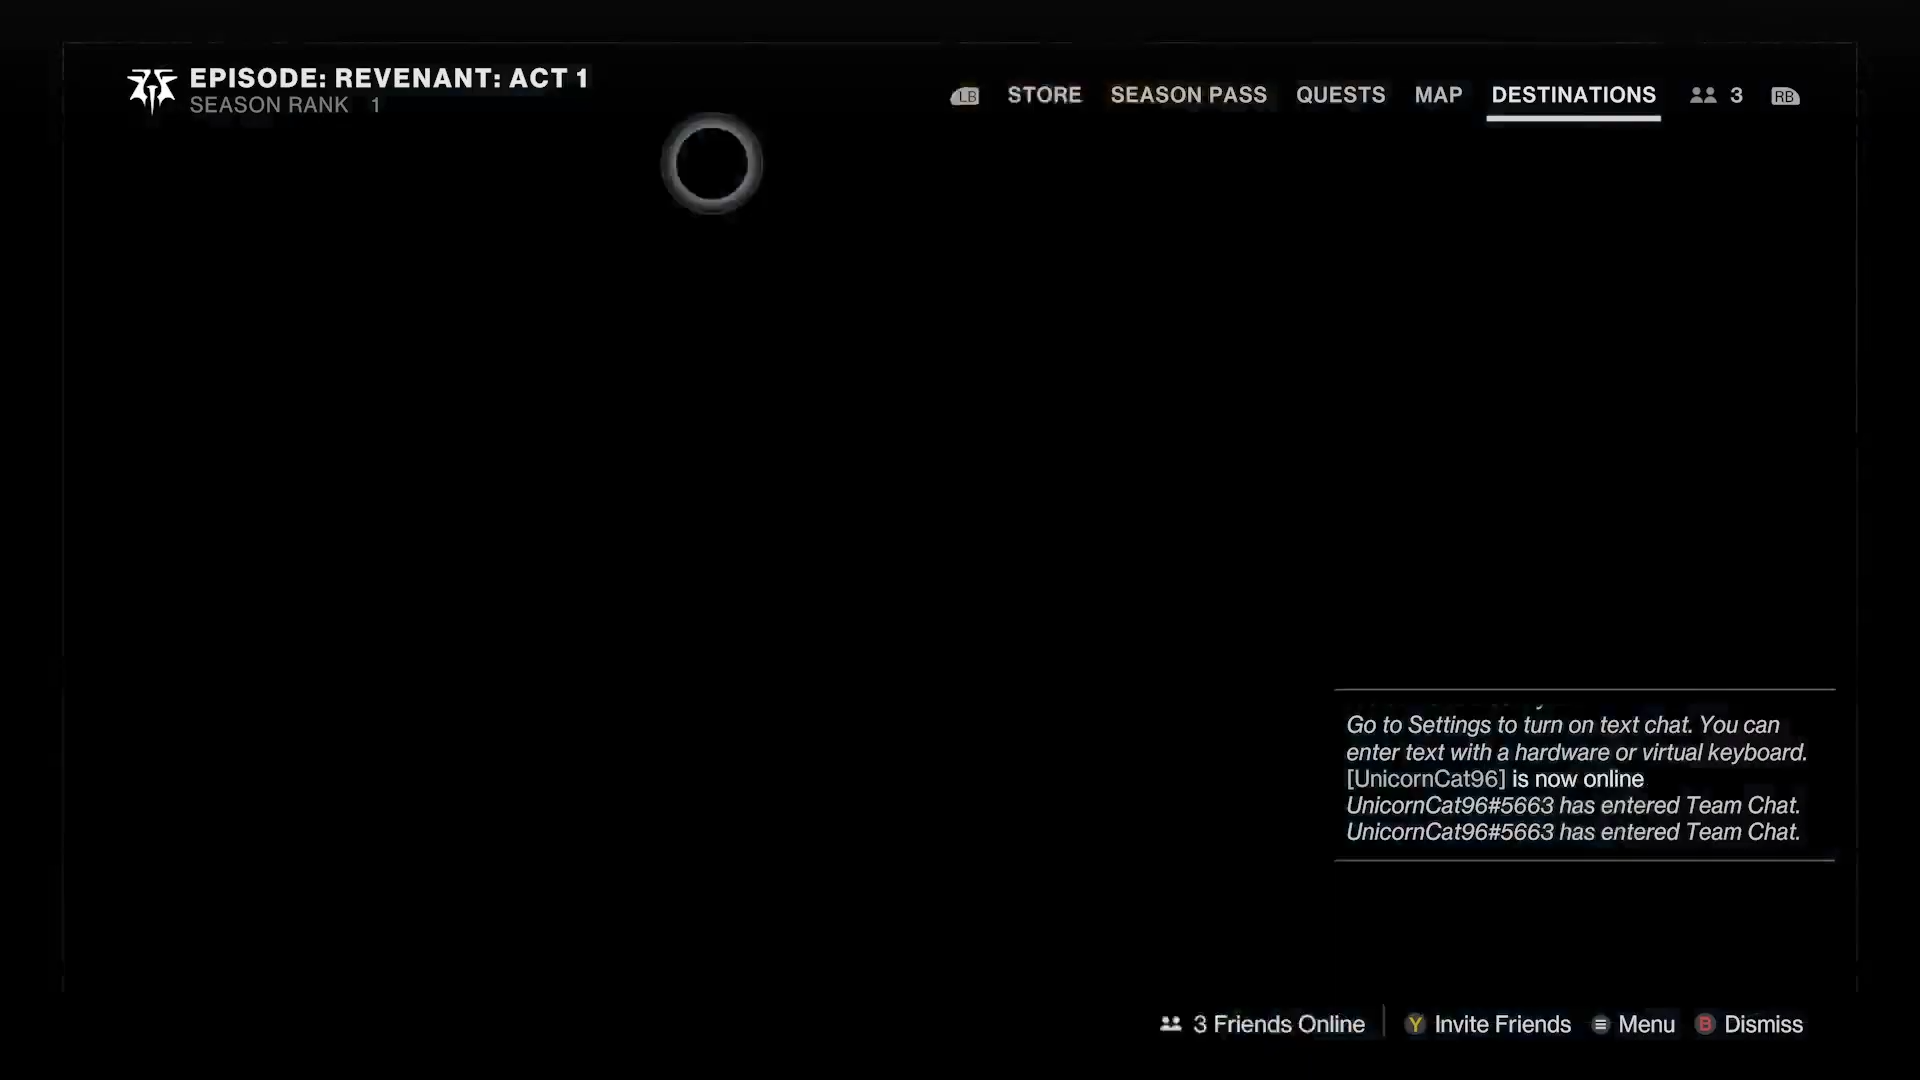 EPISODE: REVENANT: ACT 1
SEASON RANK 1
LB STORE SEASON PASS QUESTS MAP DESTINATIONS 3 RB
Go to Settings to turn on text chat. You can
enter text with a hardware or virtual keyboard.
[UnicornCat96] is now online
UnicornCat96#5663 has entered Team Chat.
UnicornCat96#5663 has entered Team Chat.
3 Friends Online Y Invite Friends Menu B Dismiss